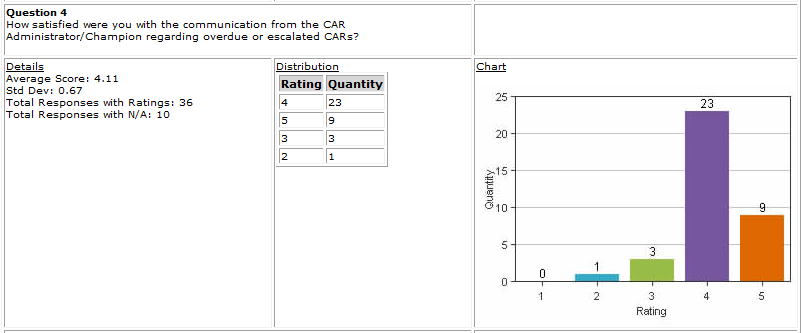 Question 4
How satisfied were you with the communication from the CAR
Administrator/Champion regarding overdue or escalated CARs?
Details
Average Score: 4.11
Std Dev: 0.67
Total Responses with Ratings: 36
Total Responses with N/A: 10
Distribution
Rating Quantity
4 23
5 9
3 3
2 1
Chart
25
20
15
10
5
0
Quantity
0
1
3
23
9
1 2 3 4 5
Rating